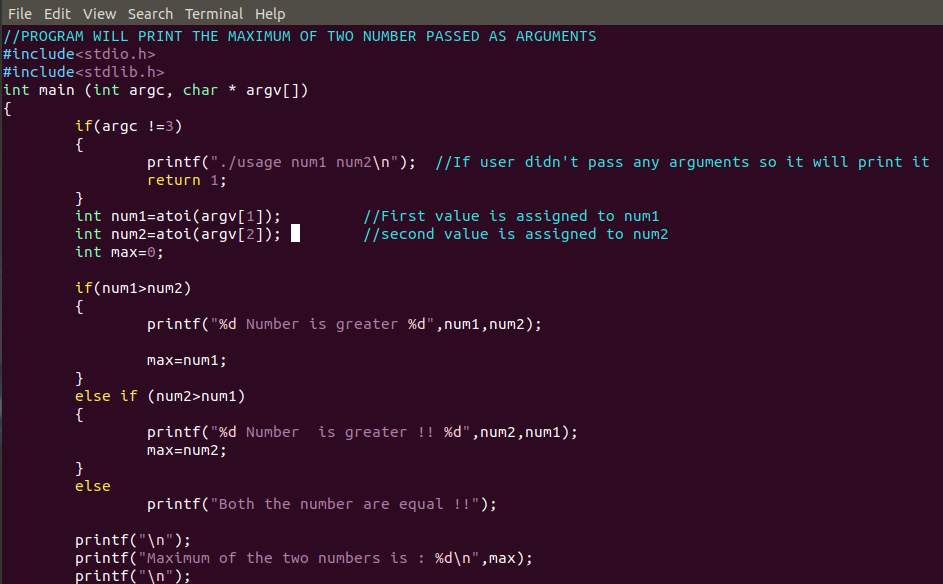 File Edit View Search Terminal Help
//PROGRAM WILL PRINT THE MAXIMUM OF TWO NUMBER PASSED AS ARGUMENTS
#include<stdio.h>
#include<stdlib.h>
int main (int argc, char * argv[])
{
        if(argc !=3)
        {
                printf("./usage num1 num2\n");  //If user didn't pass any arguments so it will print it
                return 1;
        }
        int num1=atoi(argv[1]);         //First value is assigned to num1
        int num2=atoi(argv[2]);         //second value is assigned to num2
        int max=0;

        if(num1>num2)
        {
                printf("%d Number is greater %d",num1,num2);

                max=num1;
        }
        else if (num2>num1)
        {
                printf("%d Number  is greater !! %d",num2,num1);
                max=num2;
        }
        else
                printf("Both the number are equal !!");

        printf("\n");
        printf("Maximum of the two numbers is : %d\n",max);
        printf("\n");